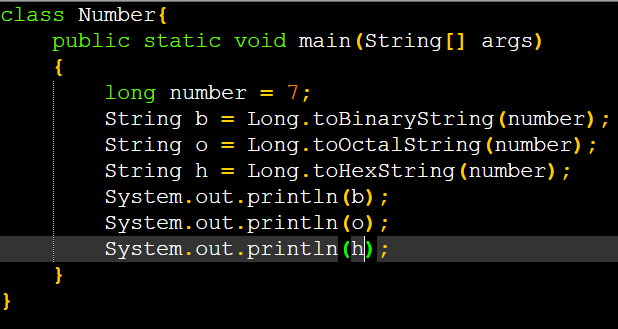 class Number{
public static void main(String[] args)
{
long number = 7;
String b = Long.toBinaryString(number);
String o = Long.toOctalString(number);
String h = Long.toHexString(number);
System.out.println(b);
System.out.println(o);
System.out.println(h);
}
}